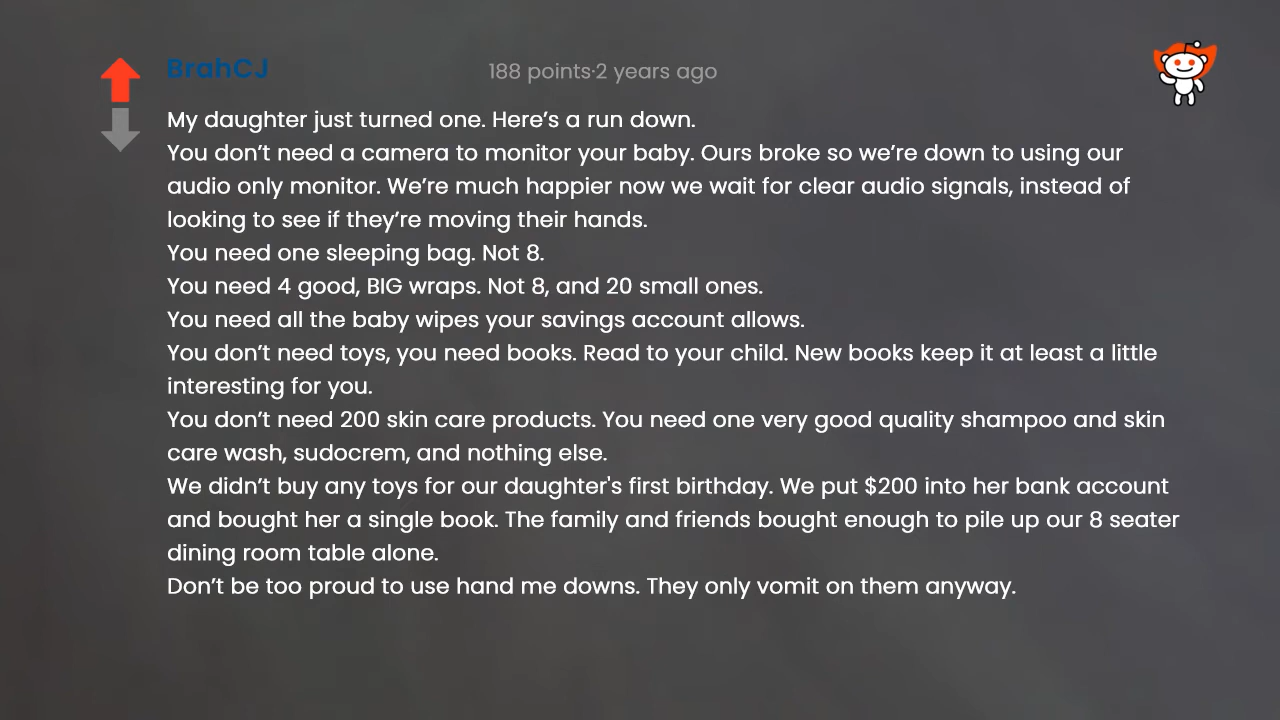 BrahCJ 188 points·2 years ago
My daughter just turned one. Here’s a run down.
You don’t need a camera to monitor your baby. Ours broke so we’re down to using our
audio only monitor. We’re much happier now we wait for clear audio signals, instead of
looking to see if they’re moving their hands.
You need one sleeping bag. Not 8.
You need 4 good, BIG wraps. Not 8, and 20 small ones.
You need all the baby wipes your savings account allows.
You don’t need toys, you need books. Read to your child. New books keep it at least a little
interesting for you.
You don’t need 200 skin care products. You need one very good quality shampoo and skin
care wash, sudocrem, and nothing else.
We didn’t buy any toys for our daughter's first birthday. We put $200 into her bank account
and bought her a single book. The family and friends bought enough to pile up our 8 seater
dining room table alone.
Don’t be too proud to use hand me downs. They only vomit on them anyway.